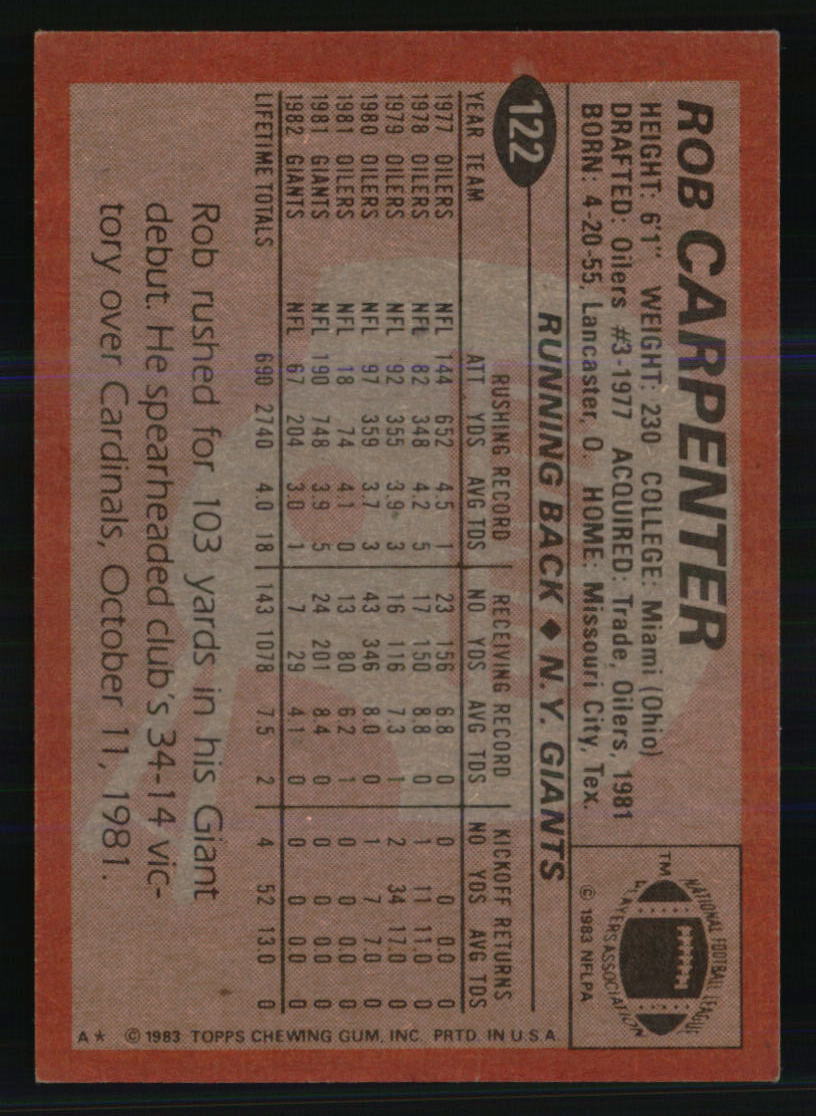 ROB CARPENTER
HEIGHT: 6'1" WEIGHT: 230 COLLEGE: Miami (Ohio)
DRAFTED: Oilers #3-1977 ACQUIRED: Trade, Oilers, 1981
BORN: 4-20-55, Lancaster, O. HOME: Missouri City, Tex.
NATIONAL FOOTBALL LEAGUE
PLAYERS ASSOCIATION
TM
© 1983 NFLPA
122
RUNNING BACK ◆ N.Y. GIANTS
RUSHING RECORD RECEIVING RECORD KICKOFF RETURNS
YEAR TEAM ATT YDS AVG TDS NO YDS AVG TDS NO YDS AVG TDS
1977 OILERS NFL 144 652 4.5 1 23 156 6.8 0 0 0 0.0 0
1978 OILERS NFL 82 348 4.2 5 17 150 8.8 0 1 11 11.0 0
1979 OILERS NFL 92 355 3.9 3 16 116 7.3 1 2 34 17.0 0
1980 OILERS NFL 97 359 3.7 3 43 346 8.0 0 1 7 7.0 0
1981 OILERS NFL 18 74 4.1 0 13 80 6.2 1 0 0 0.0 0
1981 GIANTS NFL 190 748 3.9 5 24 201 8.4 0 0 0 0.0 0
1982 GIANTS NFL 67 204 3.0 1 7 29 4.1 0 0 0 0.0 0
LIFETIME TOTALS 690 2740 4.0 18 143 1078 7.5 2 4 52 13.0 0
Rob rushed for 103 yards in his Giant
debut. He spearheaded club's 34-14 vic-
tory over Cardinals, October 11, 1981.
A* © 1983 TOPPS CHEWING GUM, INC. PRTD. IN U.S.A.